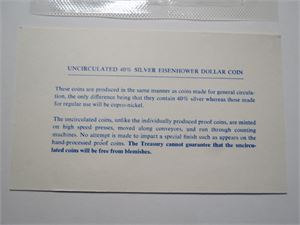 UNCIRCULATED 40% SILVER EISENHOWER DOLLAR COIN
These coins are produced in the same manner as coins made for general circula-
tion, the only difference being that they contain 40% silver whereas those made
for regular use will be cupro-nickel.
The uncirculated coins, unlike the individually produced proof coins, are minted
on high speed presses, moved along conveyors, and run through counting
machines. No attempt is made to impart a special finish such as appears on the
hand-processed proof coins. The Treasury cannot guarantee that the uncircu-
lated coins will be free from blemishes.